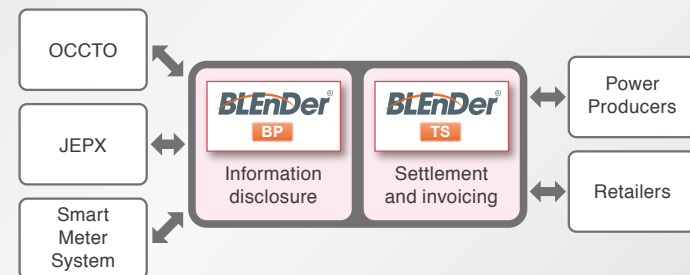 OCCTO
JEPX
Smart
Meter
System
BLEnDer®
BP
Information
disclosure
BLEnDer®
TS
Settlement
and invoicing
Power
Producers
Retailers